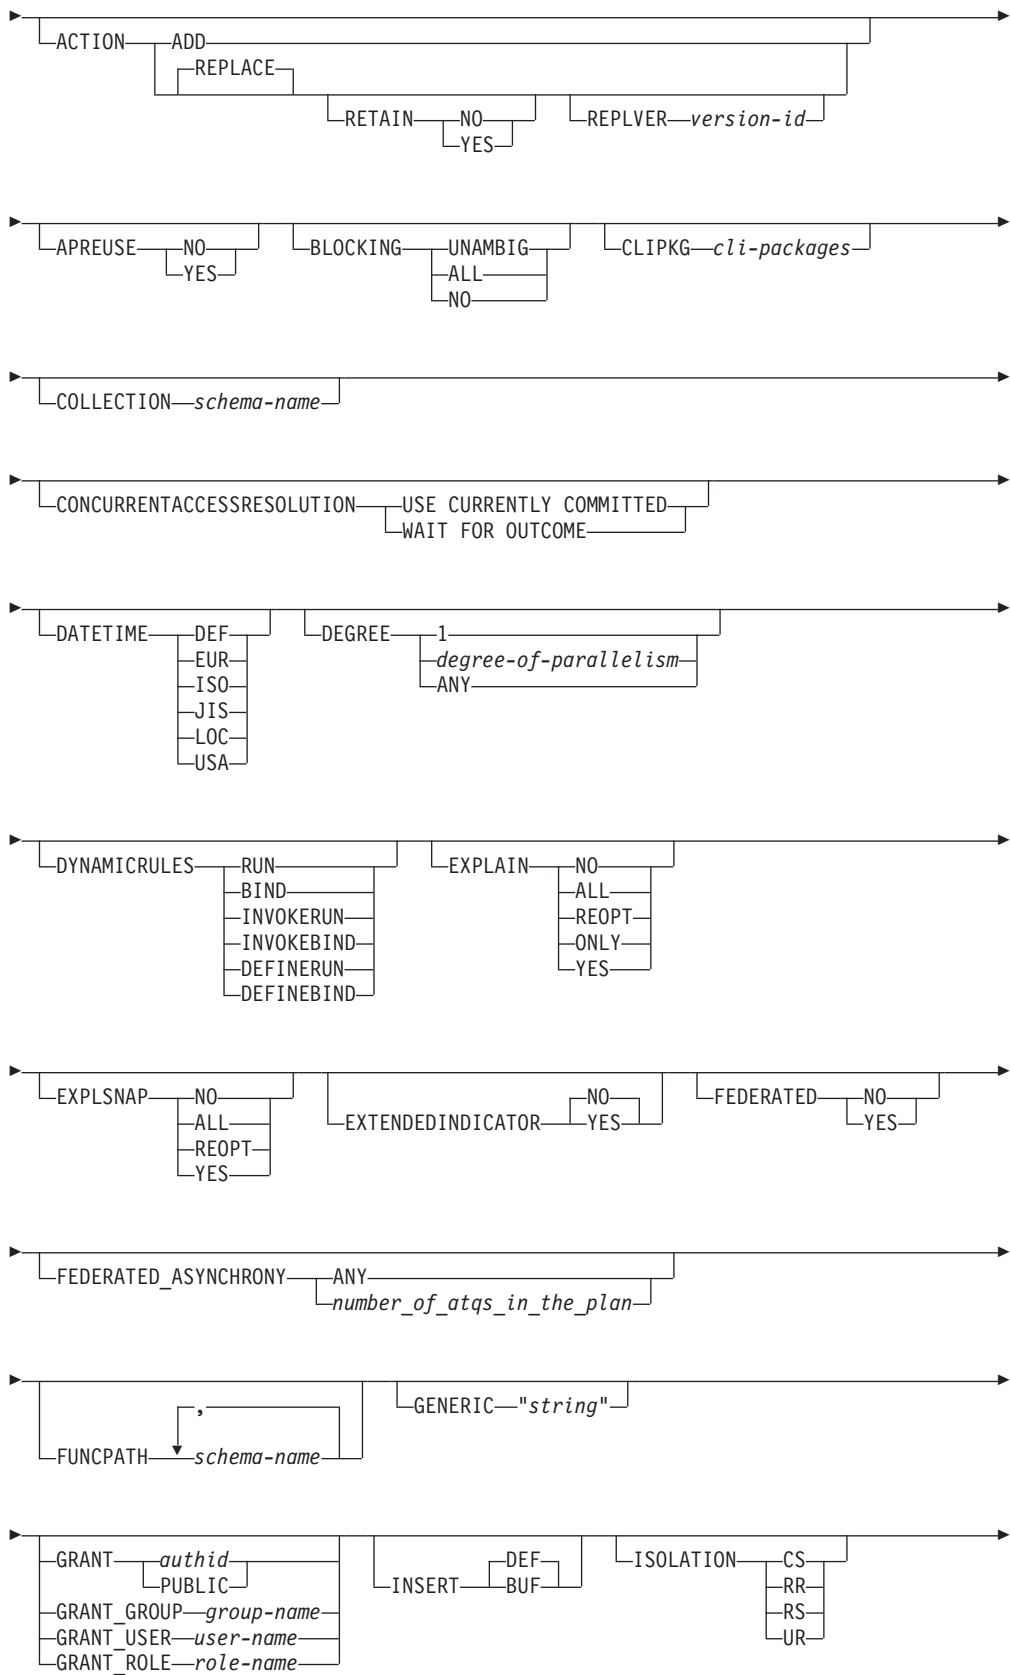 ACTION ADD
REPLACE
RETAIN NO REPLVER version-id
YES
APREUSE NO BLOCKING UNAMBIG CLIPKG cli-packages
YES ALL
NO
COLLECTION schema-name
CONCURRENTACCESSRESOLUTION USE CURRENTLY COMMITTED
WAIT FOR OUTCOME
DATETIME DEF DEGREE 1
EUR degree-of-parallelism
ISO ANY
JIS
LOC
USA
DYNAMICRULES RUN EXPLAIN NO
BIND ALL
INVOKERUN REOPT
INVOKEBIND ONLY
DEFINERUN YES
DEFINEBIND
EXPLSNAP NO NO FEDERATED NO
ALL EXTENDEDINDICATOR YES YES
REOPT
YES
FEDERATED_ASYNCHRONY ANY
number_of_atqs_in_the_plan
, GENERIC "string"
FUNCPATH schema-name
GRANT authid DEF ISOLATION CS
PUBLIC INSERT BUF RR
GRANT_GROUP group-name RS
GRANT_USER user-name UR
GRANT_ROLE role-name